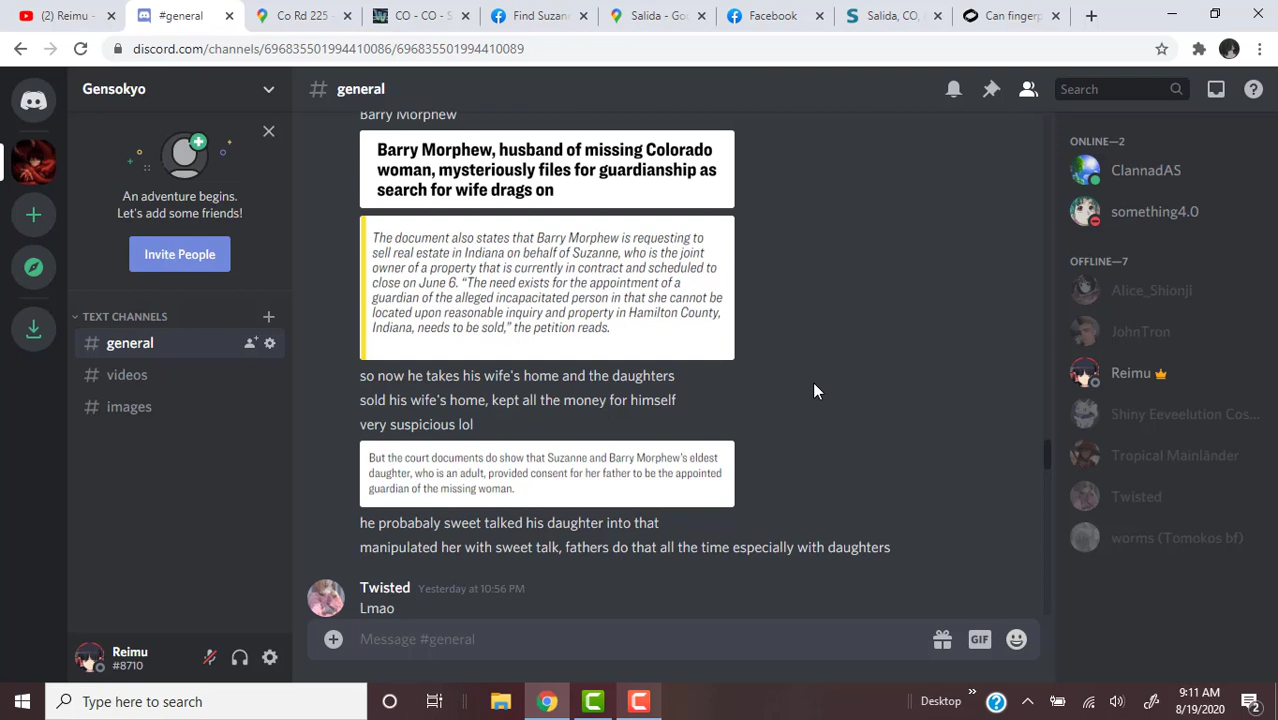 (2) Reimu -
#general
Co Rd 225 -
CO - CO - S
Find Suzan
Salida - Goo
Facebook
Salida, CO,
Can fingerp
discord.com/channels/696835501994410086/696835501994410089
Gensokyo
general
Search
An adventure begins.
Let's add some friends!
Invite People
TEXT CHANNELS
general
videos
images
Reimu
#8710
Barry Morphew
Barry Morphew, husband of missing Colorado
woman, mysteriously files for guardianship as
search for wife drags on
The document also states that Barry Morphew is requesting to
sell real estate in Indiana on behalf of Suzanne, who is the joint
owner of a property that is currently in contract and scheduled to
close on June 6. “The need exists for the appointment of a
guardian of the alleged incapacitated person in that she cannot be
located upon reasonable inquiry and property in Hamilton County,
Indiana, needs to be sold,” the petition reads.
so now he takes his wife's home and the daughters
sold his wife's home, kept all the money for himself
very suspicious lol
But the court documents do show that Suzanne and Barry Morphew's eldest
daughter, who is an adult, provided consent for her father to be the appointed
guardian of the missing woman.
he probabaly sweet talked his daughter into that
manipulated her with sweet talk, fathers do that all the time especially with daughters
Twisted Yesterday at 10:56 PM
Lmao
Message #general
GIF
ONLINE—2
ClannadAS
something4.0
OFFLINE—7
Alice_Shionji
JohnTron
Reimu
Shiny Eeveelution Cos...
Tropical Mainländer
Twisted
worms (Tomokos bf)
Type here to search
Desktop
9:11 AM
8/19/2020
2